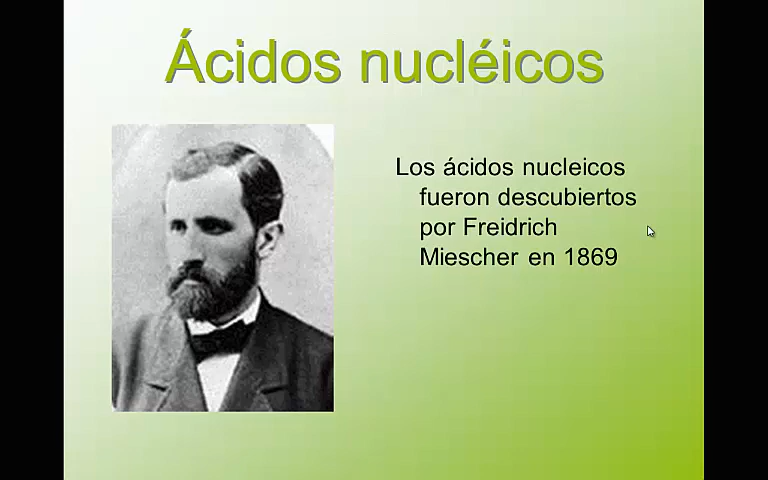 Ácidos nucléicos
Los ácidos nucleicos
fueron descubiertos
por Freidrich
Miescher en 1869